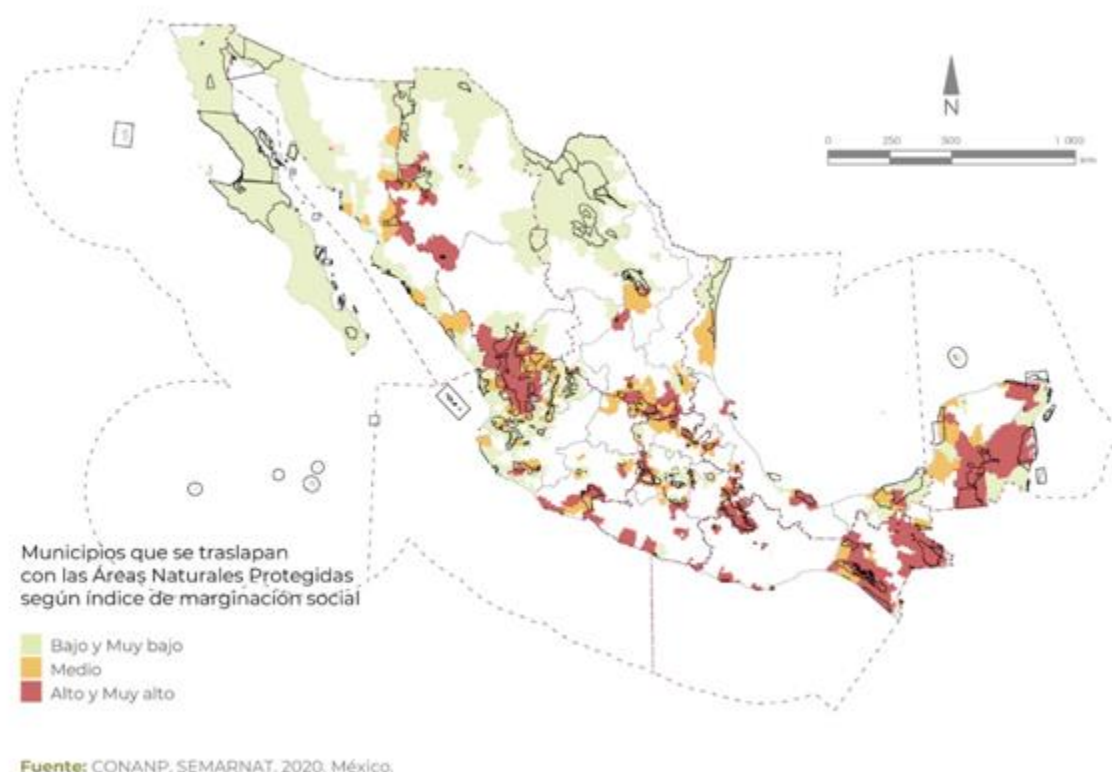 N
0 250 500 1 000
kms
Municipios que se traslapan
con las Áreas Naturales Protegidas
según índice de marginación social
Bajo y Muy bajo
Medio
Alto y Muy alto
Fuente: CONANP, SEMARNAT, 2020. México.